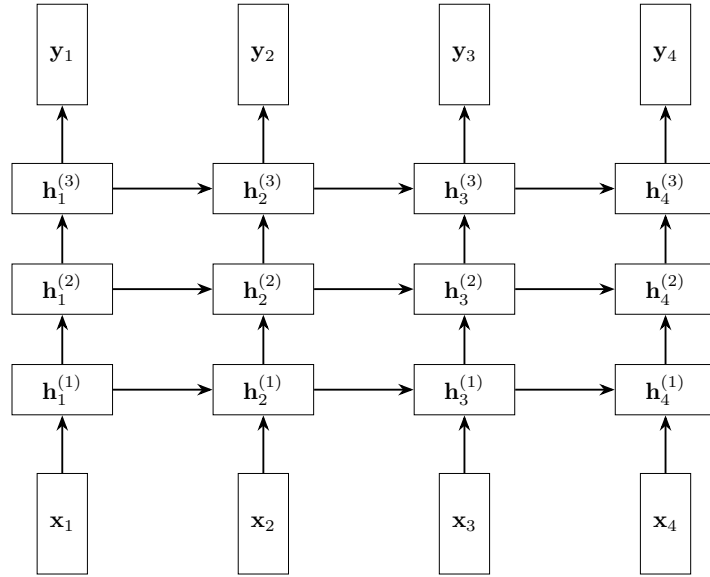 y₁ y₂ y₃ y₄
h₁⁽³⁾ h₂⁽³⁾ h₃⁽³⁾ h₄⁽³⁾
h₁⁽²⁾ h₂⁽²⁾ h₃⁽²⁾ h₄⁽²⁾
h₁⁽¹⁾ h₂⁽¹⁾ h₃⁽¹⁾ h₄⁽¹⁾
x₁ x₂ x₃ x₄